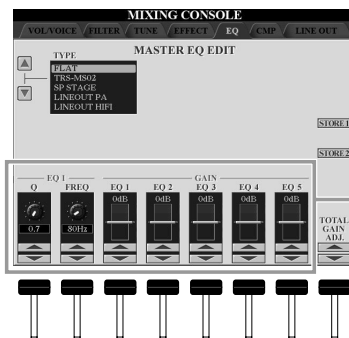 MIXING CONSOLE
VOL/VOICE FILTER TUNE EFFECT EQ CMP LINE OUT
MASTER EQ EDIT
TYPE
FLAT
TRS-MS02
SP STAGE
LINEOUT PA
LINEOUT HIFI
STORE 1
STORE 2
EQ 1 GAIN
Q FREQ EQ 1 EQ 2 EQ 3 EQ 4 EQ 5
0dB 0dB 0dB 0dB 0dB
0.7 80Hz
TOTAL
GAIN
ADJ.